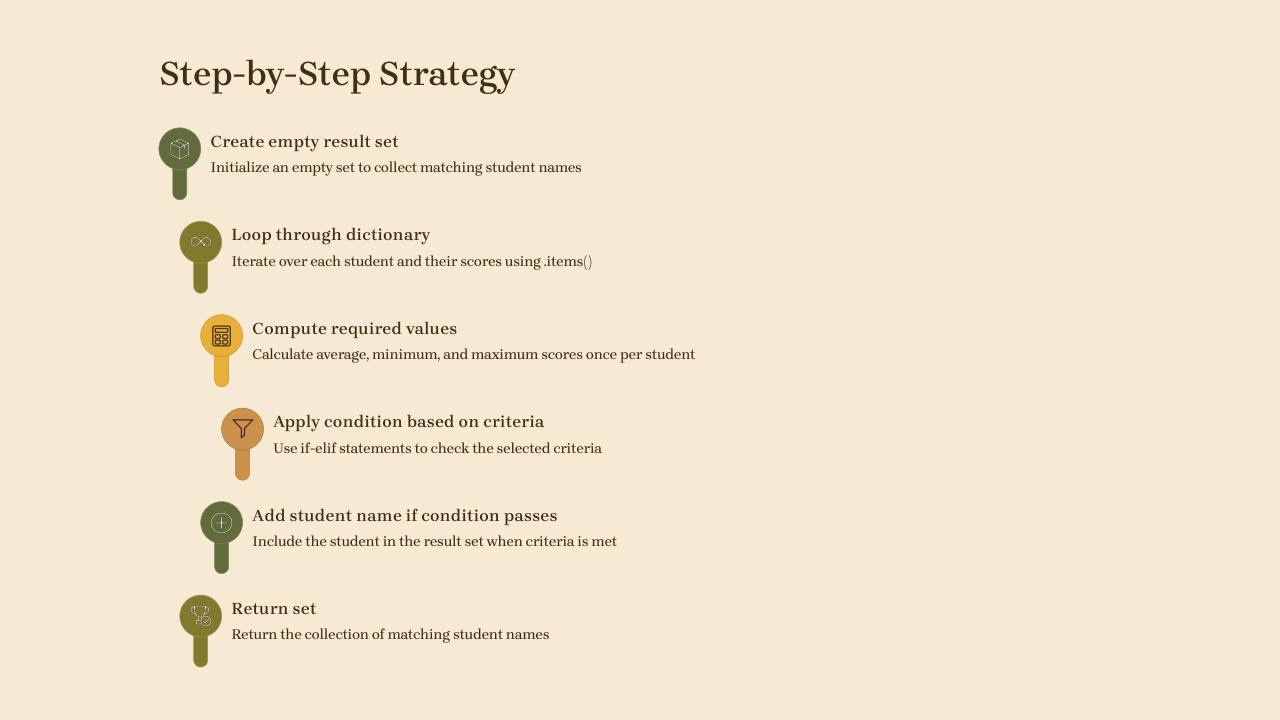 Step-by-Step Strategy
Create empty result set
Initialize an empty set to collect matching student names
Loop through dictionary
Iterate over each student and their scores using .items()
Compute required values
Calculate average, minimum, and maximum scores once per student
Apply condition based on criteria
Use if-elif statements to check the selected criteria
Add student name if condition passes
Include the student in the result set when criteria is met
Return set
Return the collection of matching student names